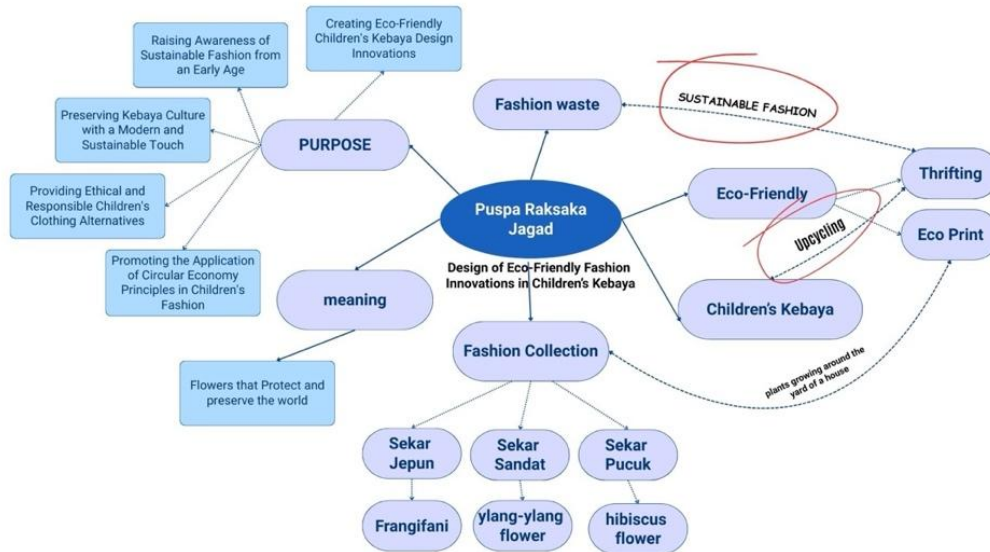 Creating Eco-Friendly
Children's Kebaya Design
Innovations
Raising Awareness of
Sustainable Fashion from
an Early Age
Preserving Kebaya Culture
with a Modern and
Sustainable Touch
Providing Ethical and
Responsible Children's
Clothing Alternatives
Promoting the Application
of Circular Economy
Principles in Children's
Fashion
PURPOSE
Fashion waste
SUSTAINABLE FASHION
Thrifting
Eco-Friendly
Eco Print
Upcycling
Puspa Raksaka
Jagad
Design of Eco-Friendly Fashion
Innovations in Children's Kebaya
Children's Kebaya
meaning
Flowers that Protect and
preserve the world
Fashion Collection
plants growing around the
yard of a house
Sekar
Jepun
Sekar
Sandat
Sekar
Pucuk
Frangifani
ylang-ylang
flower
hibiscus
flower